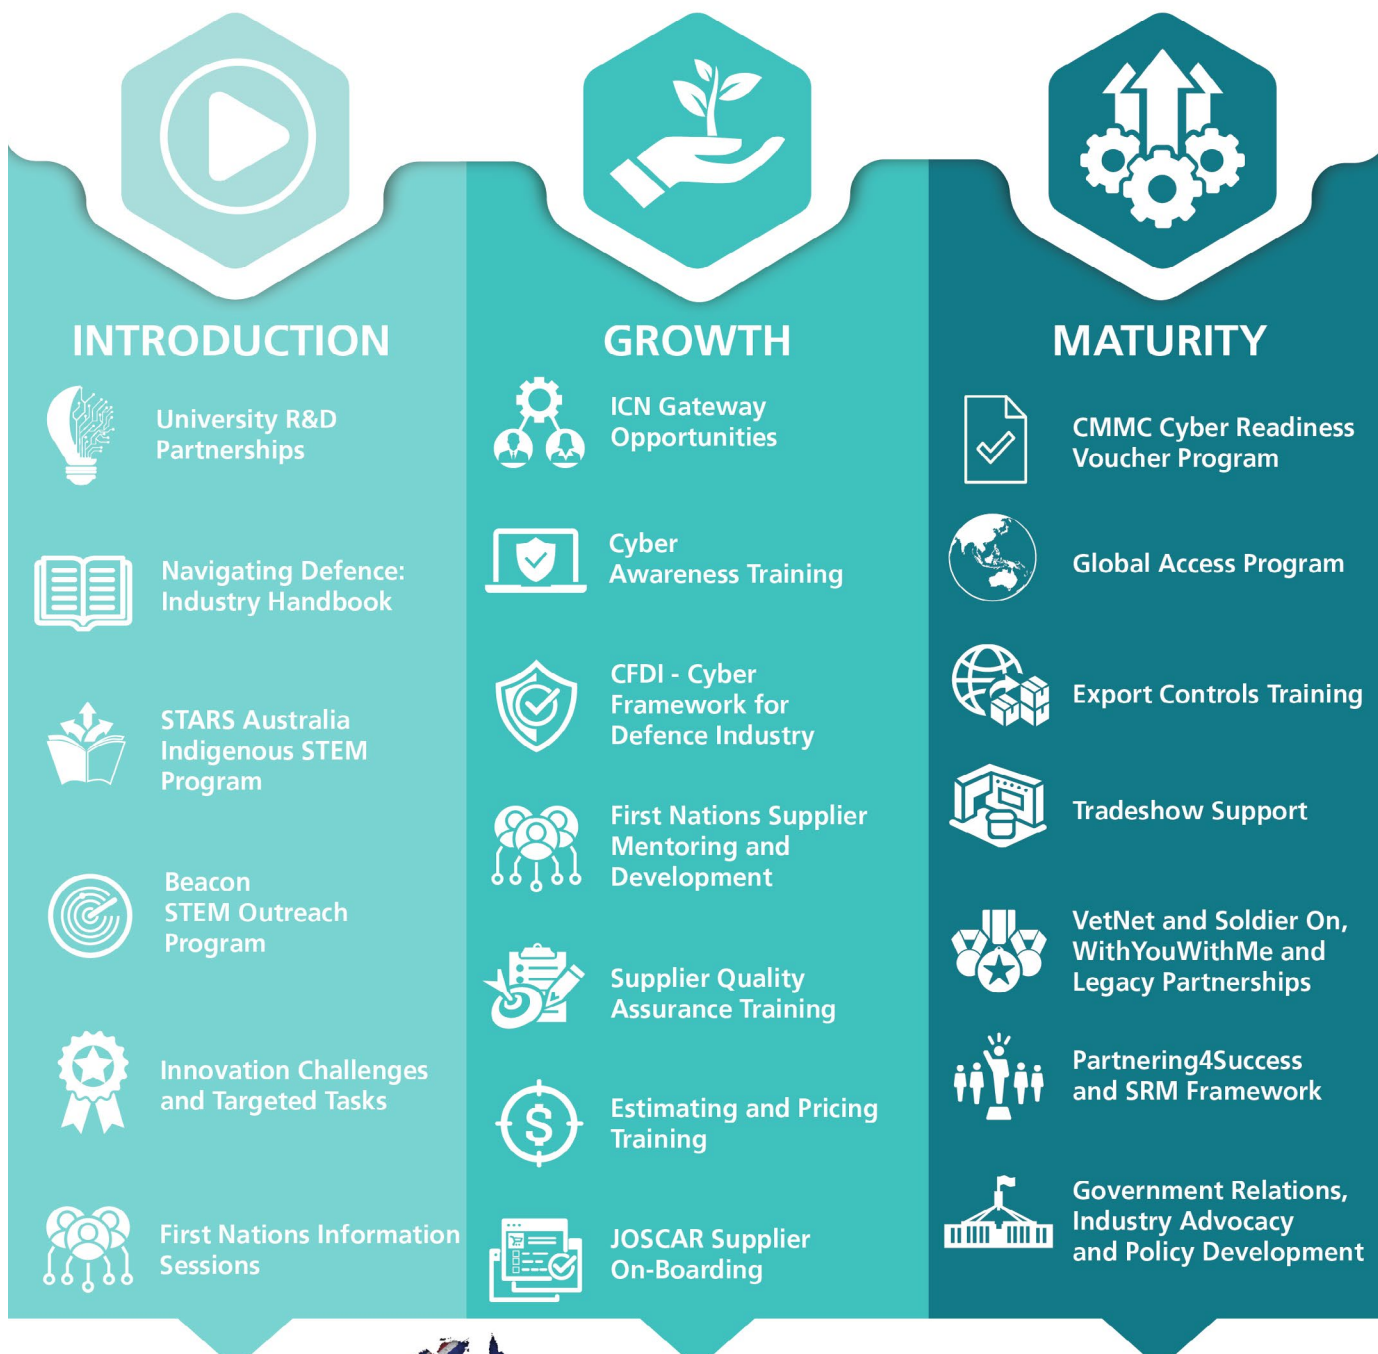 INTRODUCTION
University R&D
Partnerships
Navigating Defence:
Industry Handbook
STARS Australia
Indigenous STEM
Program
Beacon
STEM Outreach
Program
Innovation Challenges
and Targeted Tasks
First Nations Information
Sessions
GROWTH
ICN Gateway
Opportunities
Cyber
Awareness Training
CFDI - Cyber
Framework for
Defence Industry
First Nations Supplier
Mentoring and
Development
Supplier Quality
Assurance Training
Estimating and Pricing
Training
JOSCAR Supplier
On-Boarding
MATURITY
CMMC Cyber Readiness
Voucher Program
Global Access Program
Export Controls Training
Tradeshow Support
VetNet and Soldier On,
WithYouWithMe and
Legacy Partnerships
Partnering4Success
and SRM Framework
Government Relations,
Industry Advocacy
and Policy Development